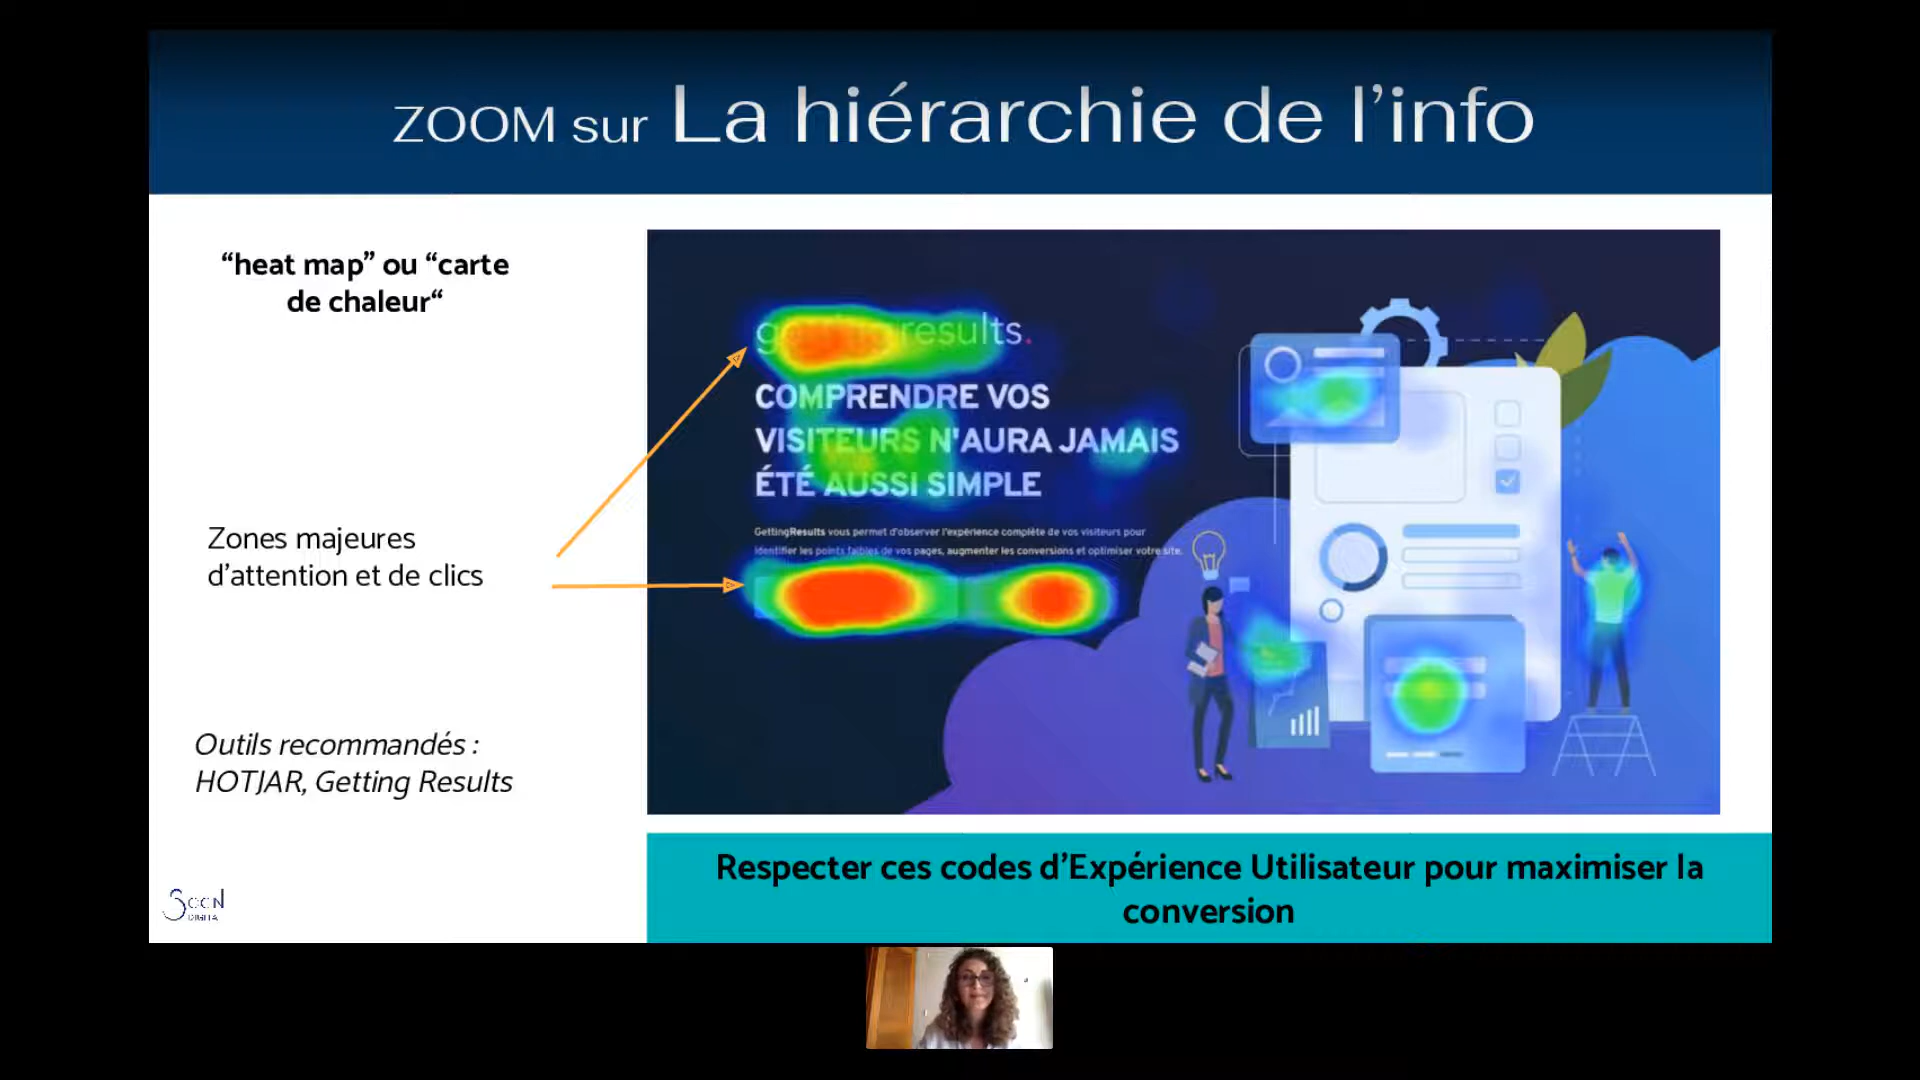 ZOOM sur La hiérarchie de l’info
“heat map” ou “carte
de chaleur“
Zones majeures
d’attention et de clics
Outils recommandés :
HOTJAR, Getting Results
results.
COMPRENDRE VOS
VISITEURS N'AURA JAMAIS
ÉTÉ AUSSI SIMPLE
GettingResults vous permet d'observer l'expérience complète de vos visiteurs pour
identifier les points faibles de vos pages, augmenter les conversions et optimiser votre site.
Respecter ces codes d’Expérience Utilisateur pour maximiser la
conversion